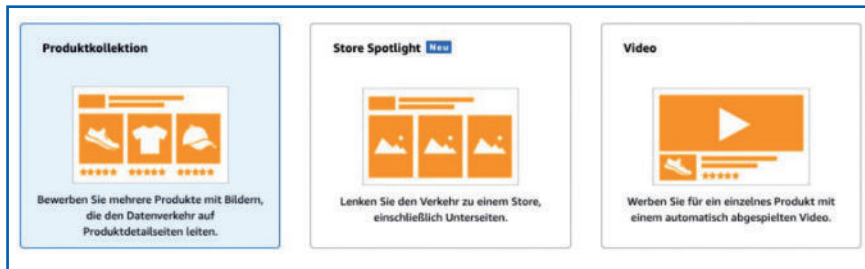 Produktkollektion
Bewerben Sie mehrere Produkte mit Bildern,
die den Datenverkehr auf
Produktdetailseiten leiten.
Store Spotlight Neu
Lenken Sie den Verkehr zu einem Store,
einschließlich Unterseiten.
Video
Werben Sie für ein einzelnes Produkt mit
einem automatisch abgespielten Video.